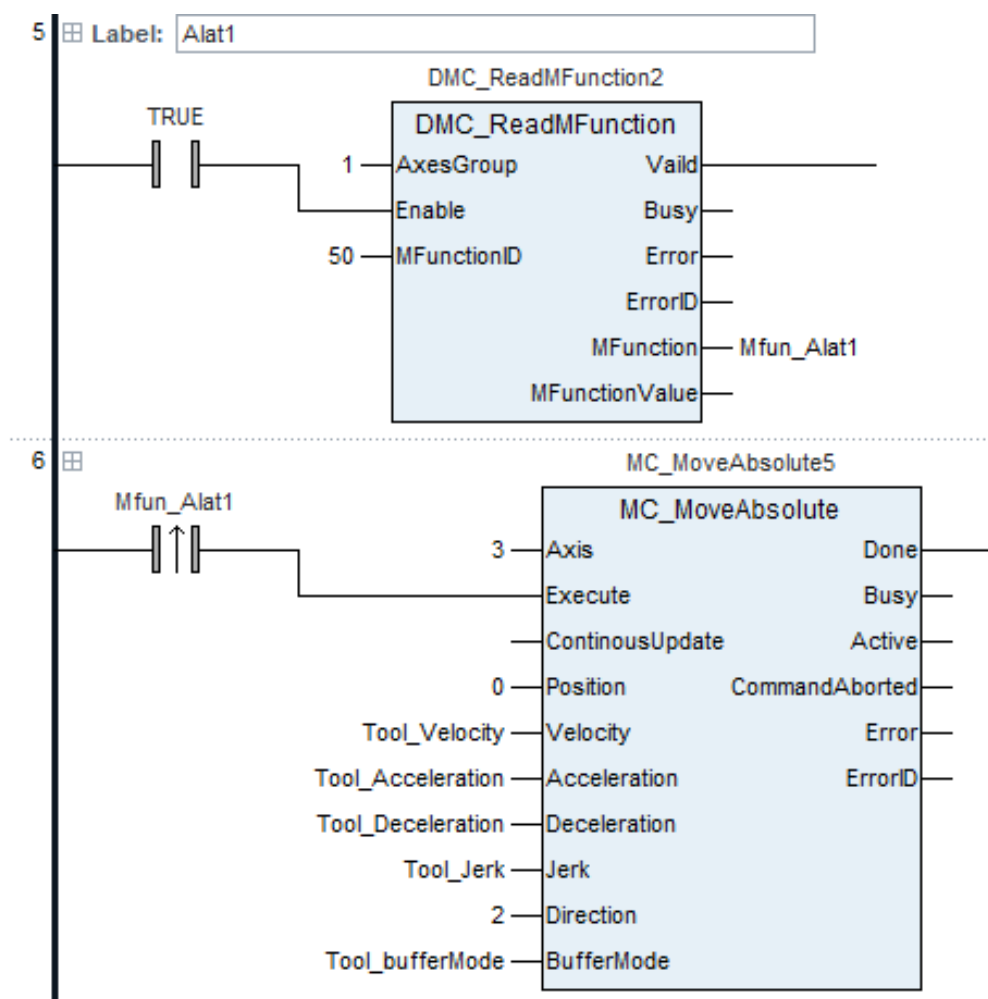 5 Label: Alat1
DMC_ReadMFunction2
TRUE
DMC_ReadMFunction
1 AxesGroup Vaild
Enable Busy
50 MFunctionID Error
ErrorID
MFunction Mfun_Alat1
MFunctionValue
6
MC_MoveAbsolute5
Mfun_Alat1
MC_MoveAbsolute
3 Axis Done
Execute Busy
ContinousUpdate Active
0 Position CommandAborted
Tool_Velocity Velocity Error
Tool_Acceleration Acceleration ErrorID
Tool_Deceleration Deceleration
Tool_Jerk Jerk
2 Direction
Tool_bufferMode BufferMode